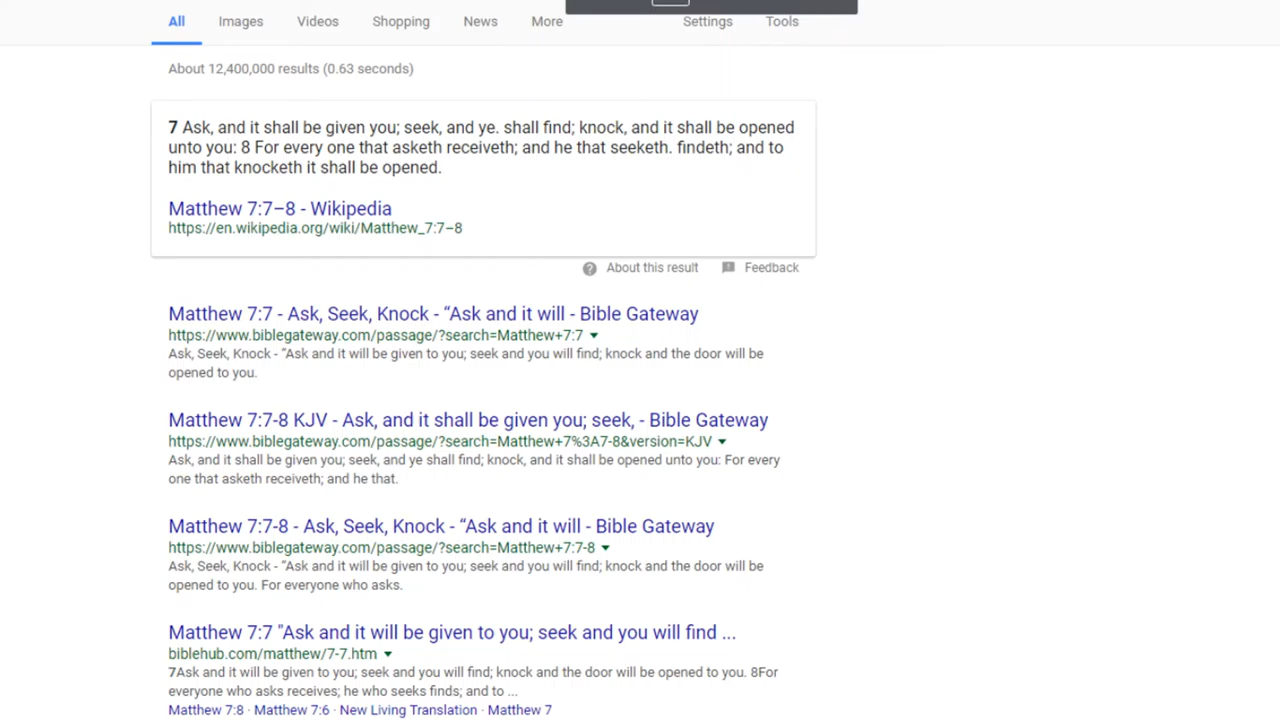 All Images Videos Shopping News More Settings Tools
About 12,400,000 results (0.63 seconds)
7 Ask, and it shall be given you; seek, and ye. shall find; knock, and it shall be opened
unto you: 8 For every one that asketh receiveth; and he that seeketh. findeth; and to
him that knocketh it shall be opened.
Matthew 7:7–8 - Wikipedia
https://en.wikipedia.org/wiki/Matthew_7:7–8
About this result Feedback
Matthew 7:7 - Ask, Seek, Knock - “Ask and it will - Bible Gateway
https://www.biblegateway.com/passage/?search=Matthew+7:7
Ask, Seek, Knock - “Ask and it will be given to you; seek and you will find; knock and the door will be
opened to you.
Matthew 7:7-8 KJV - Ask, and it shall be given you; seek, - Bible Gateway
https://www.biblegateway.com/passage/?search=Matthew+7%3A7-8&version=KJV
Ask, and it shall be given you; seek, and ye shall find; knock, and it shall be opened unto you: For every
one that asketh receiveth; and he that.
Matthew 7:7-8 - Ask, Seek, Knock - “Ask and it will - Bible Gateway
https://www.biblegateway.com/passage/?search=Matthew+7:7-8
Ask, Seek, Knock - “Ask and it will be given to you; seek and you will find; knock and the door will be
opened to you. For everyone who asks.
Matthew 7:7 "Ask and it will be given to you; seek and you will find ...
biblehub.com/matthew/7-7.htm
7Ask and it will be given to you; seek and you will find; knock and the door will be opened to you. 8For
everyone who asks receives; he who seeks finds; and to ...
Matthew 7:8 · Matthew 7:6 · New Living Translation · Matthew 7